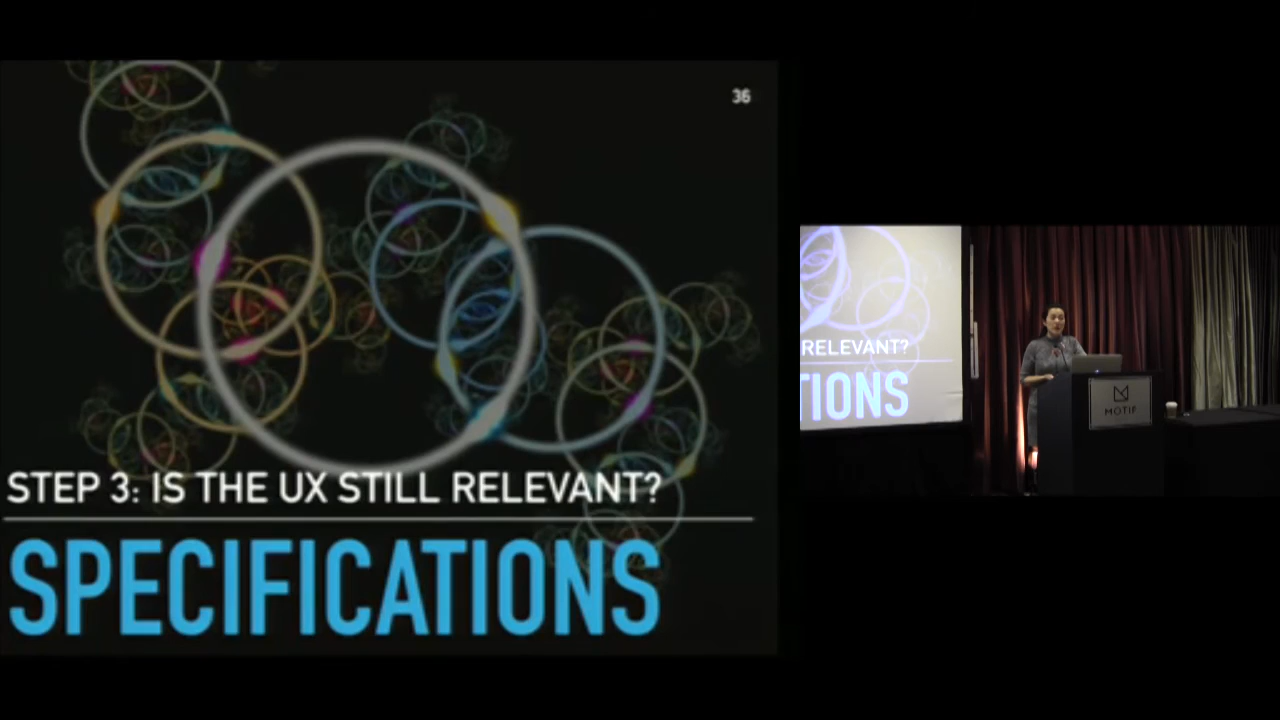 36
STEP 3: IS THE UX STILL RELEVANT?
SPECIFICATIONS
RELEVANT?
TIONS
MOTIF